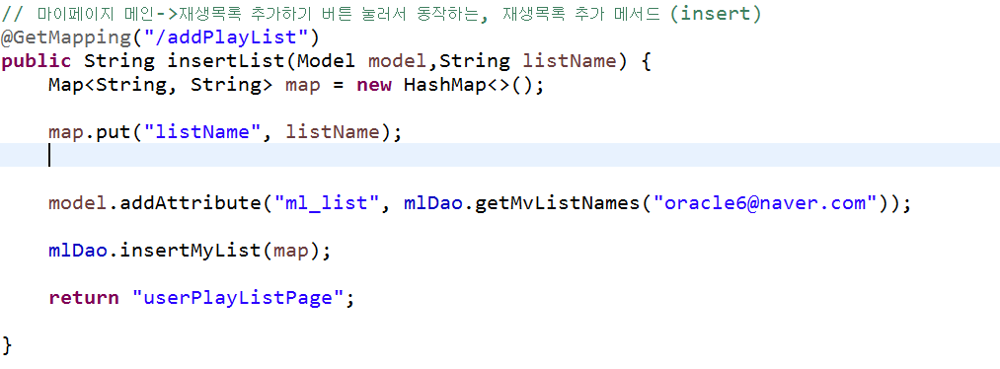 // 마이페이지 메인->재생목록 추가하기 버튼 눌러서 동작하는, 재생목록 추가 메서드 (insert)
@GetMapping("/addPlayList")
public String insertList(Model model,String listName) {
Map<String, String> map = new HashMap<>();
map.put("listName", listName);
model.addAttribute("ml_list", mlDao.getMvListNames("oracle6@naver.com"));
mlDao.insertMyList(map);
return "userPlayListPage";
}